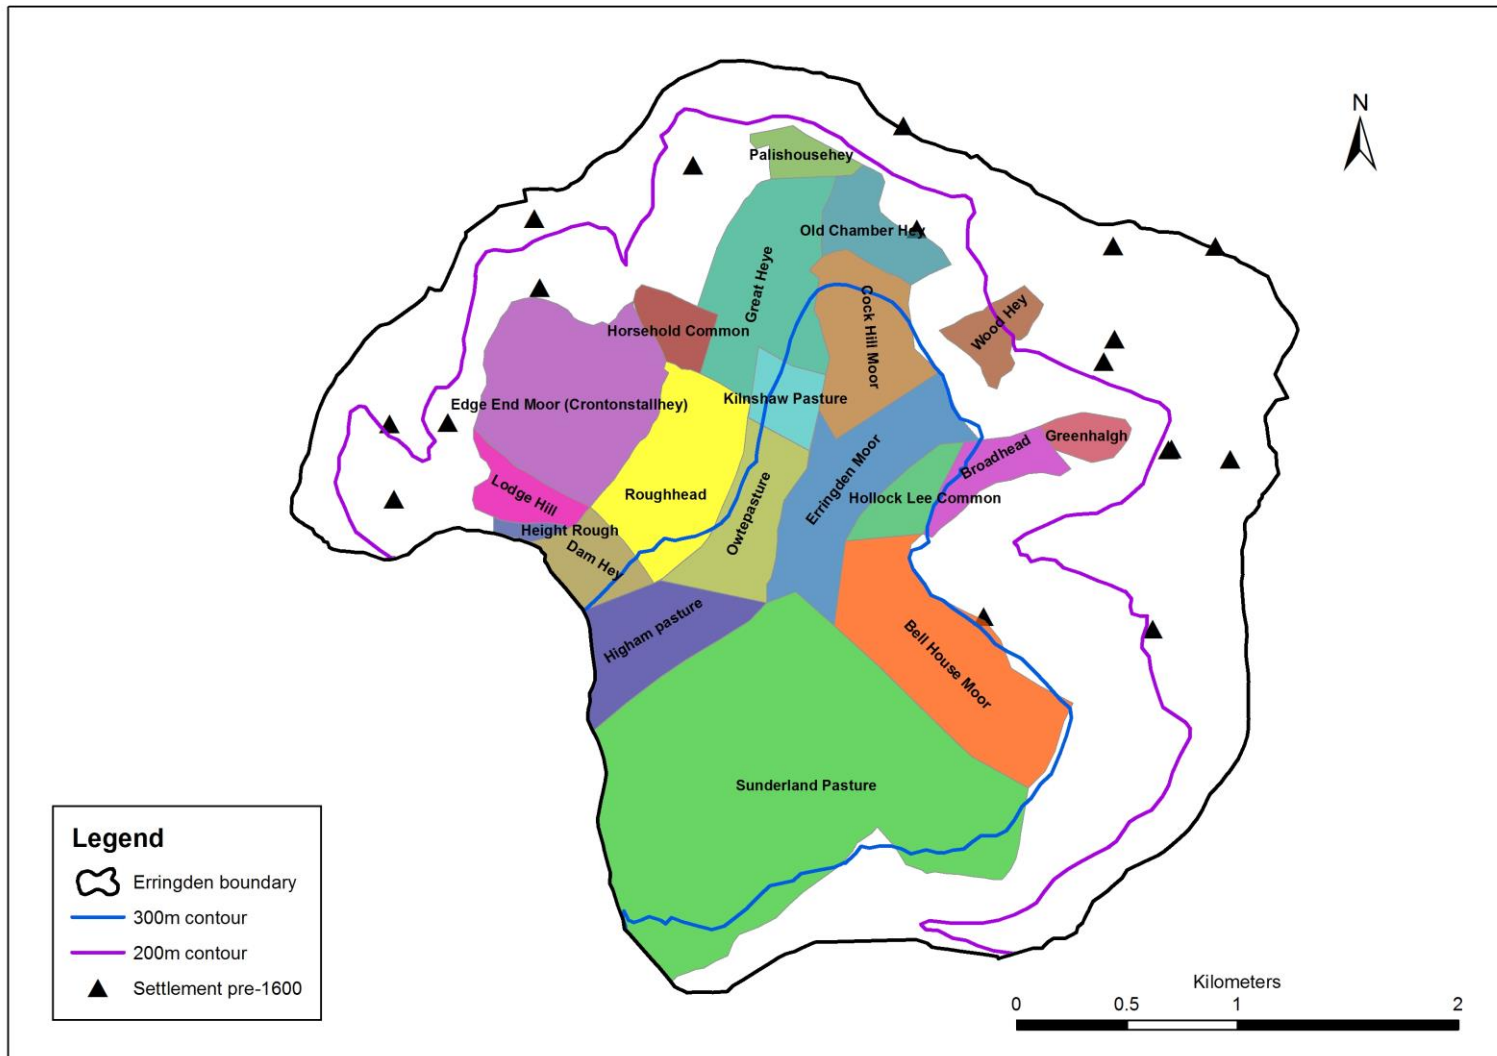 N
Palishousehey
Old Chamber Hey
Great Heye
Cock Hill Moor
Wood Hey
Horsehold Common
Kilnshaw Pasture
Edge End Moor (Crontonstallhey)
Greenhalgh
Broadhead
Erringden Moor
Roughhead
Hollock Lee Common
Lodge Hill
Owtepasture
Height Rough
Dam Hey
Higham pasture
Bell House Moor
Sunderland Pasture
Legend
Erringden boundary
300m contour
200m contour
Settlement pre-1600
Kilometers
0 0.5 1 2